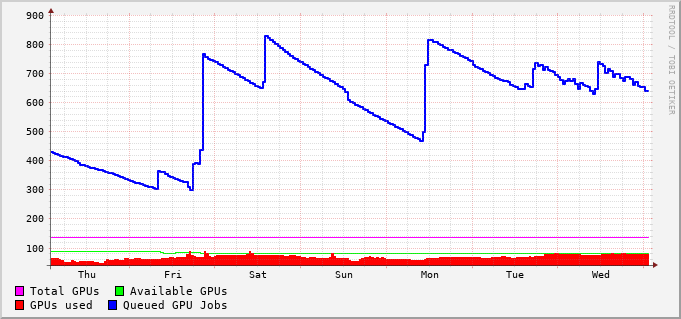 900
800
700
600
500
400
300
200
100
Thu Fri Sat Sun Mon Tue Wed
Total GPUs Available GPUs
GPUs used Queued GPU Jobs
RRDTOOL / TOBI OETIKER